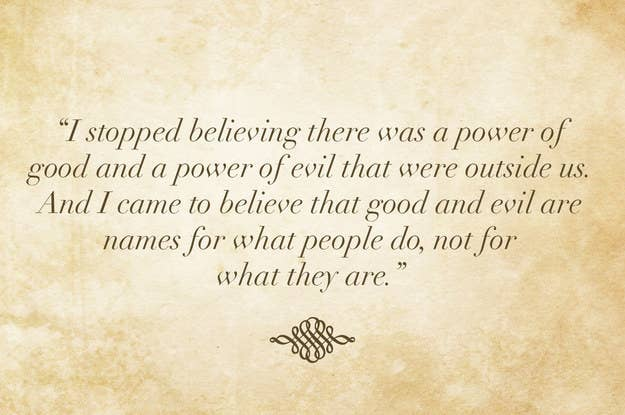 “I stopped believing there was a power of
good and a power of evil that were outside us.
And I came to believe that good and evil are
names for what people do, not for
what they are.”